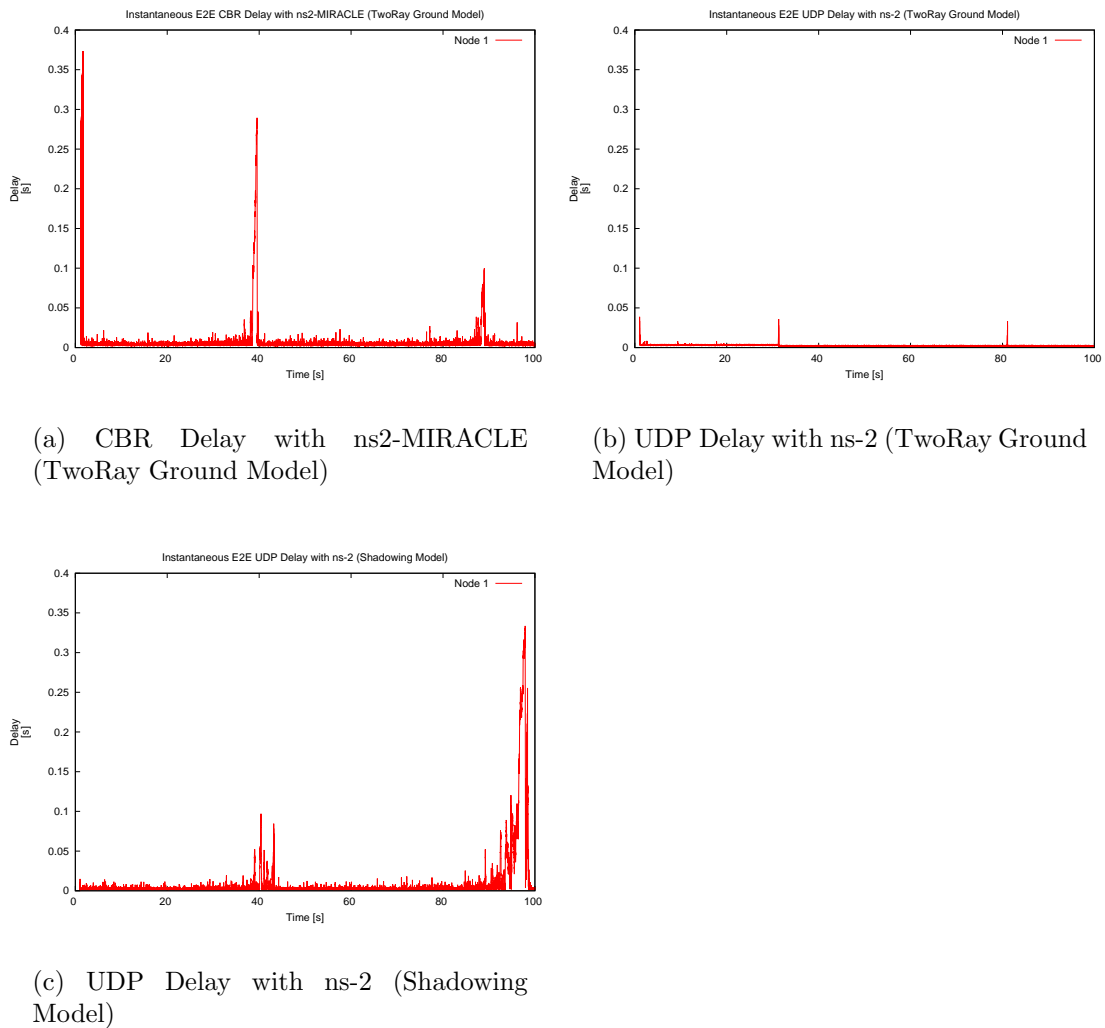 Instantaneous E2E CBR Delay with ns2-MIRACLE (TwoRay Ground Model)
0.4
0.35
0.3
0.25
0.2
0.15
0.1
0.05
0
Delay
[s]
Node 1
0 20 40 60 80 100
Time [s]
(a) CBR Delay with ns2-MIRACLE
(TwoRay Ground Model)
Instantaneous E2E UDP Delay with ns-2 (TwoRay Ground Model)
0.4
0.35
0.3
0.25
0.2
0.15
0.1
0.05
0
Delay
[s]
Node 1
0 20 40 60 80 100
Time [s]
(b) UDP Delay with ns-2 (TwoRay Ground
Model)
Instantaneous E2E UDP Delay with ns-2 (Shadowing Model)
0.4
0.35
0.3
0.25
0.2
0.15
0.1
0.05
0
Delay
[s]
Node 1
0 20 40 60 80 100
Time [s]
(c) UDP Delay with ns-2 (Shadowing
Model)